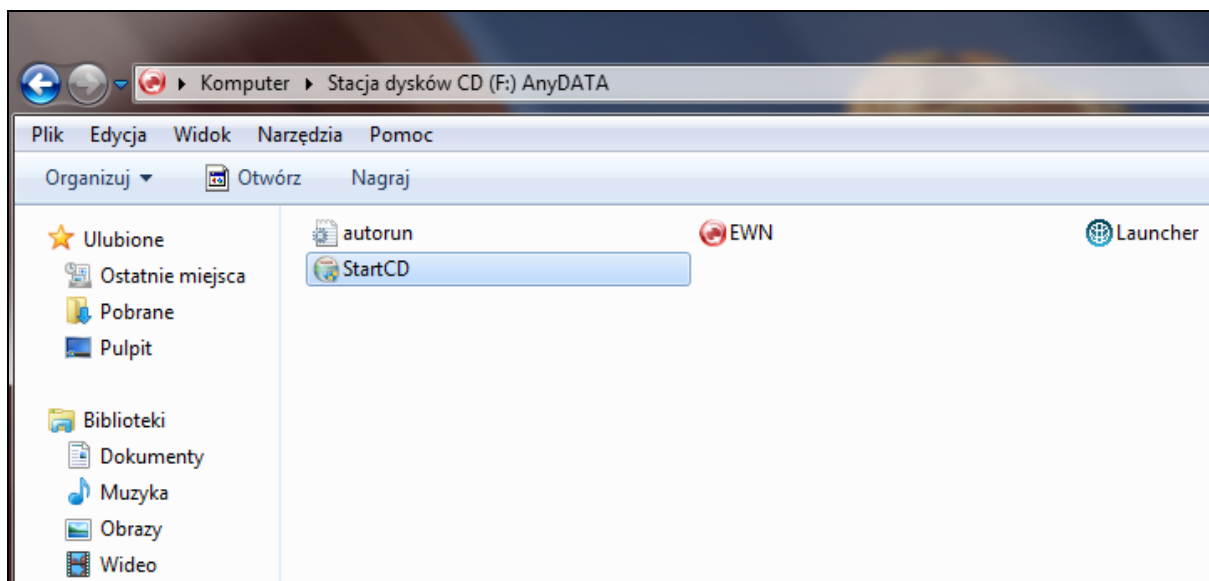 Komputer Stacja dysków CD (F:) AnyDATA
Plik Edycja Widok Narzędzia Pomoc
Organizuj Otwórz Nagraj
Ulubione
Ostatnie miejsca
Pobrane
Pulpit
Biblioteki
Dokumenty
Muzyka
Obrazy
Wideo
autorun EWN Launcher
StartCD